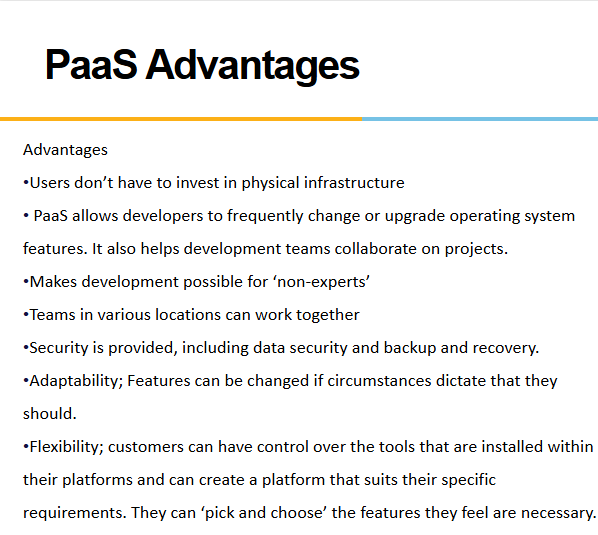 PaaS Advantages
Advantages
•Users don’t have to invest in physical infrastructure
• PaaS allows developers to frequently change or upgrade operating system
features. It also helps development teams collaborate on projects.
•Makes development possible for ‘non-experts’
•Teams in various locations can work together
•Security is provided, including data security and backup and recovery.
•Adaptability; Features can be changed if circumstances dictate that they
should.
•Flexibility; customers can have control over the tools that are installed within
their platforms and can create a platform that suits their specific
requirements. They can ‘pick and choose’ the features they feel are necessary.